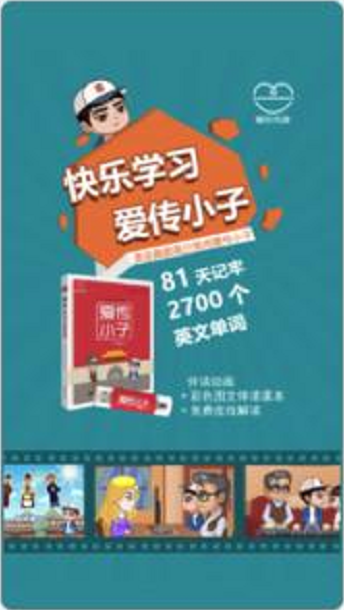 快乐学习
爱传小子
81 天记牢
2700 个
英文单词
爱传
小子
伴读动画
• 彩色图文伴读课本
• 免费在线解读